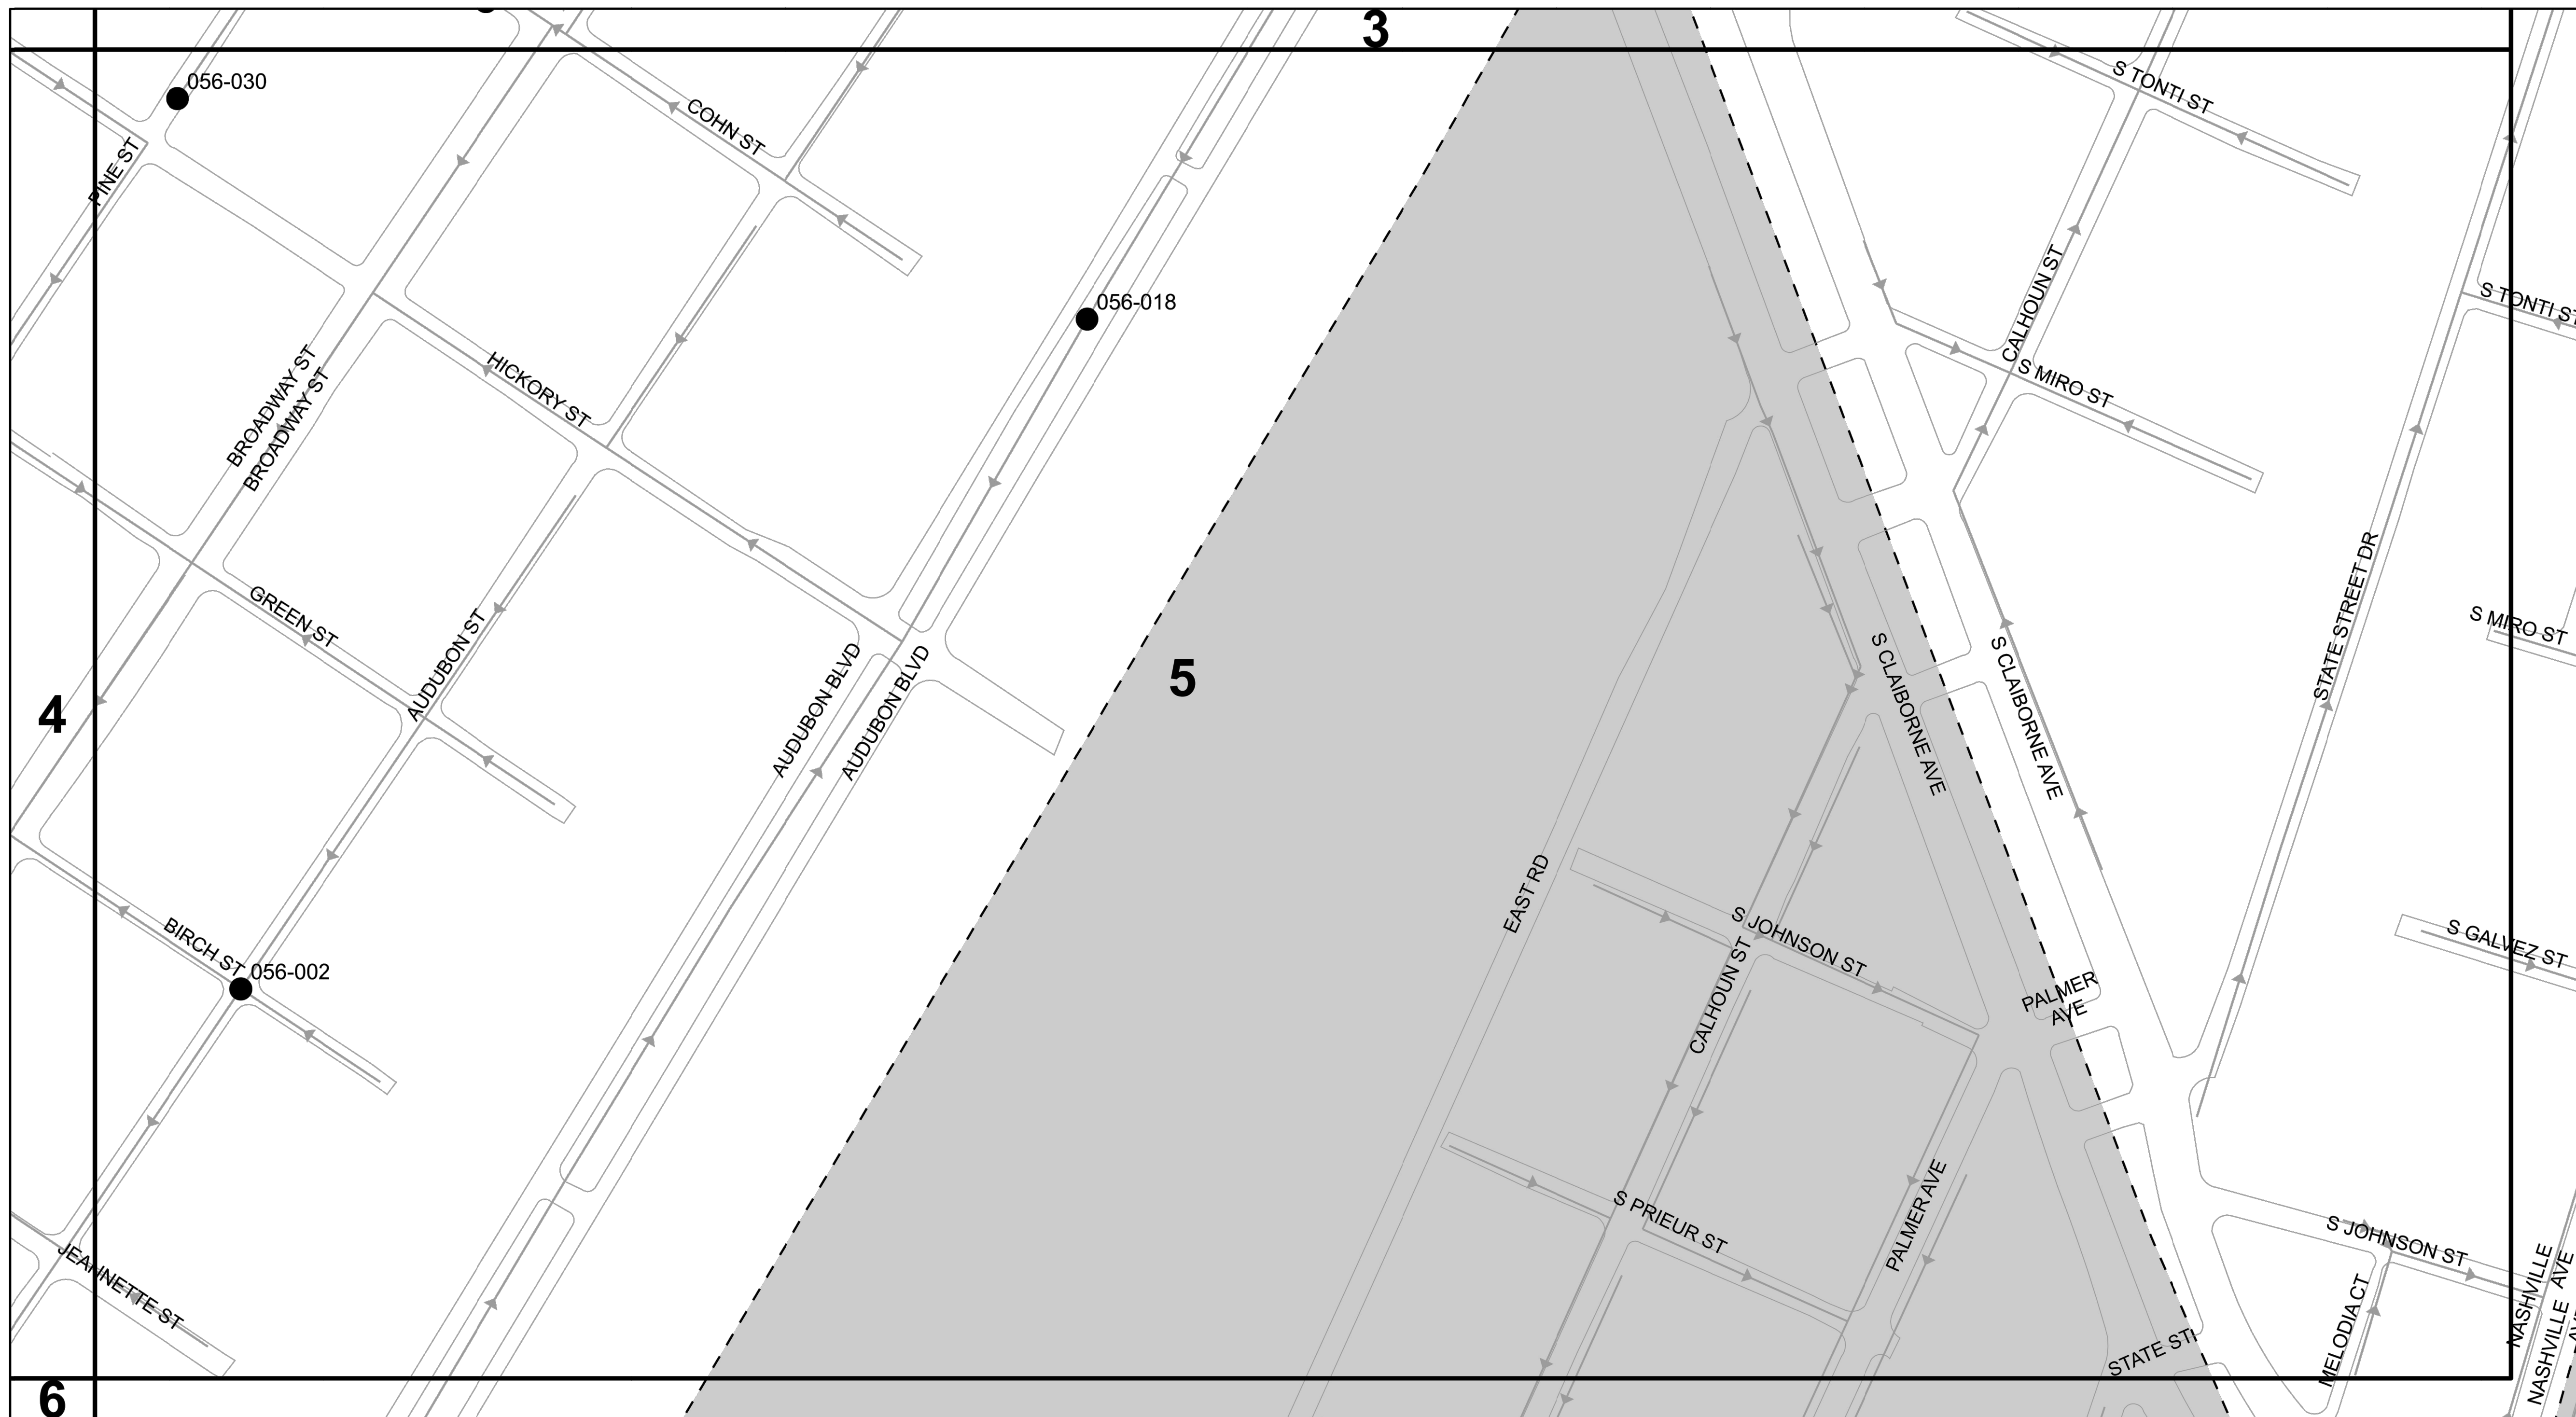 3
056-030
S TONTI ST
COHN ST
PINE ST
CALHOUN ST
S TONTI ST
056-018
S MIRO ST
HICKORY ST
BROADWAY ST
BROADWAY ST
STATE STREET DR
GREEN ST
AUDUBON ST
S MIRO ST
4
5
AUDUBON BLVD
AUDUBON BLVD
S CLAIBORNE AVE
S CLAIBORNE AVE
EAST RD
S JOHNSON ST
CALHOUN ST
BIRCH ST
056-002
S GALVEZ ST
PALMER
AVE
S PRIEUR ST
PALMER AVE
S JOHNSON ST
JEANNETTE ST
STATE ST
MELODIA CT
NASHVILLE
NASHVILLE AVE
AVE
6